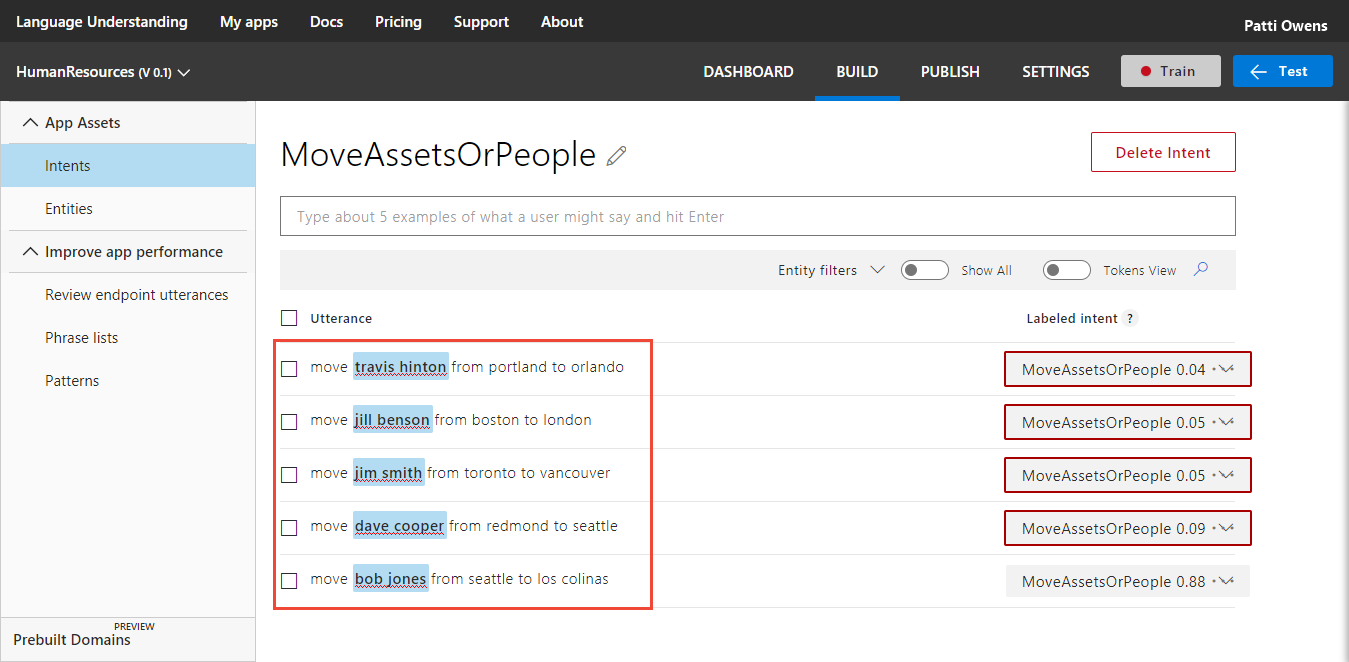 Language Understanding My apps Docs Pricing Support About Patti Owens
HumanResources (V 0.1) DASHBOARD BUILD PUBLISH SETTINGS Train Test
App Assets
Intents
Entities
Improve app performance
Review endpoint utterances
Phrase lists
Patterns
PREVIEW
Prebuilt Domains
MoveAssetsOrPeople Delete Intent
Type about 5 examples of what a user might say and hit Enter
Entity filters Show All Tokens View
Utterance Labeled intent ?
move travis hinton from portland to orlando MoveAssetsOrPeople 0.04
move jill benson from boston to london MoveAssetsOrPeople 0.05
move jim smith from toronto to vancouver MoveAssetsOrPeople 0.05
move dave cooper from redmond to seattle MoveAssetsOrPeople 0.09
move bob jones from seattle to los colinas MoveAssetsOrPeople 0.88